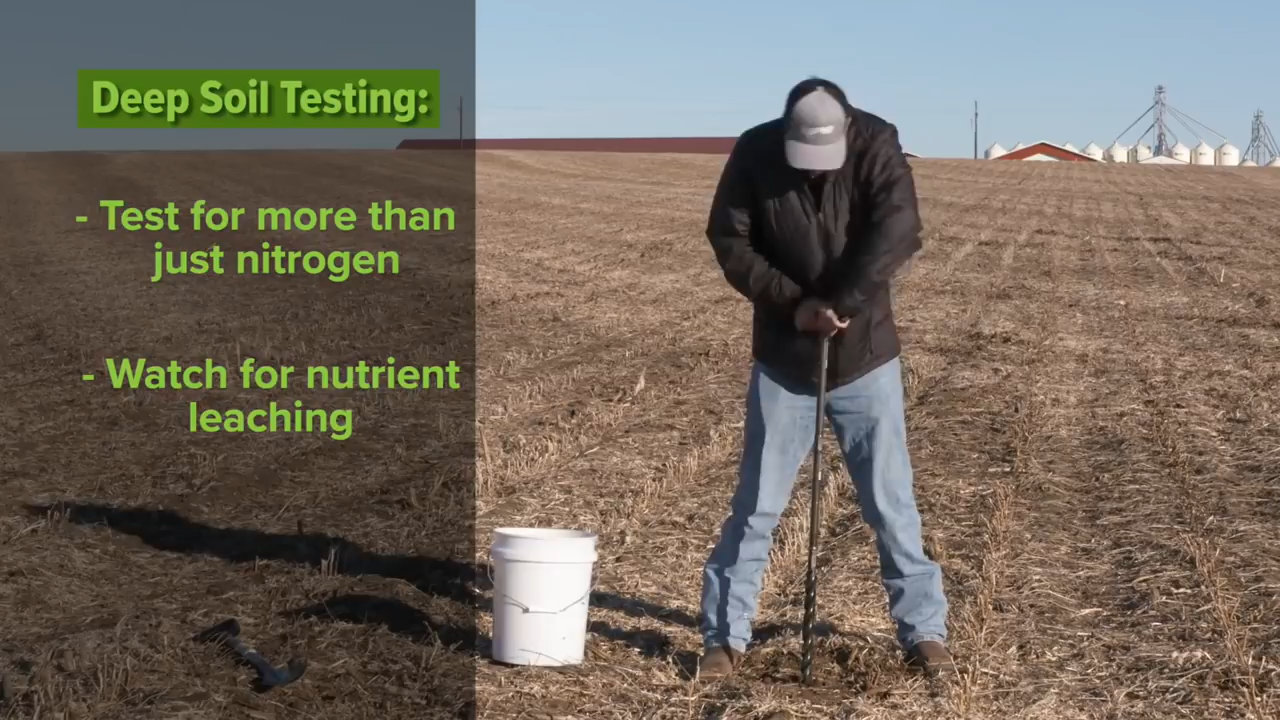 Deep Soil Testing:
- Test for more than
just nitrogen
- Watch for nutrient
leaching